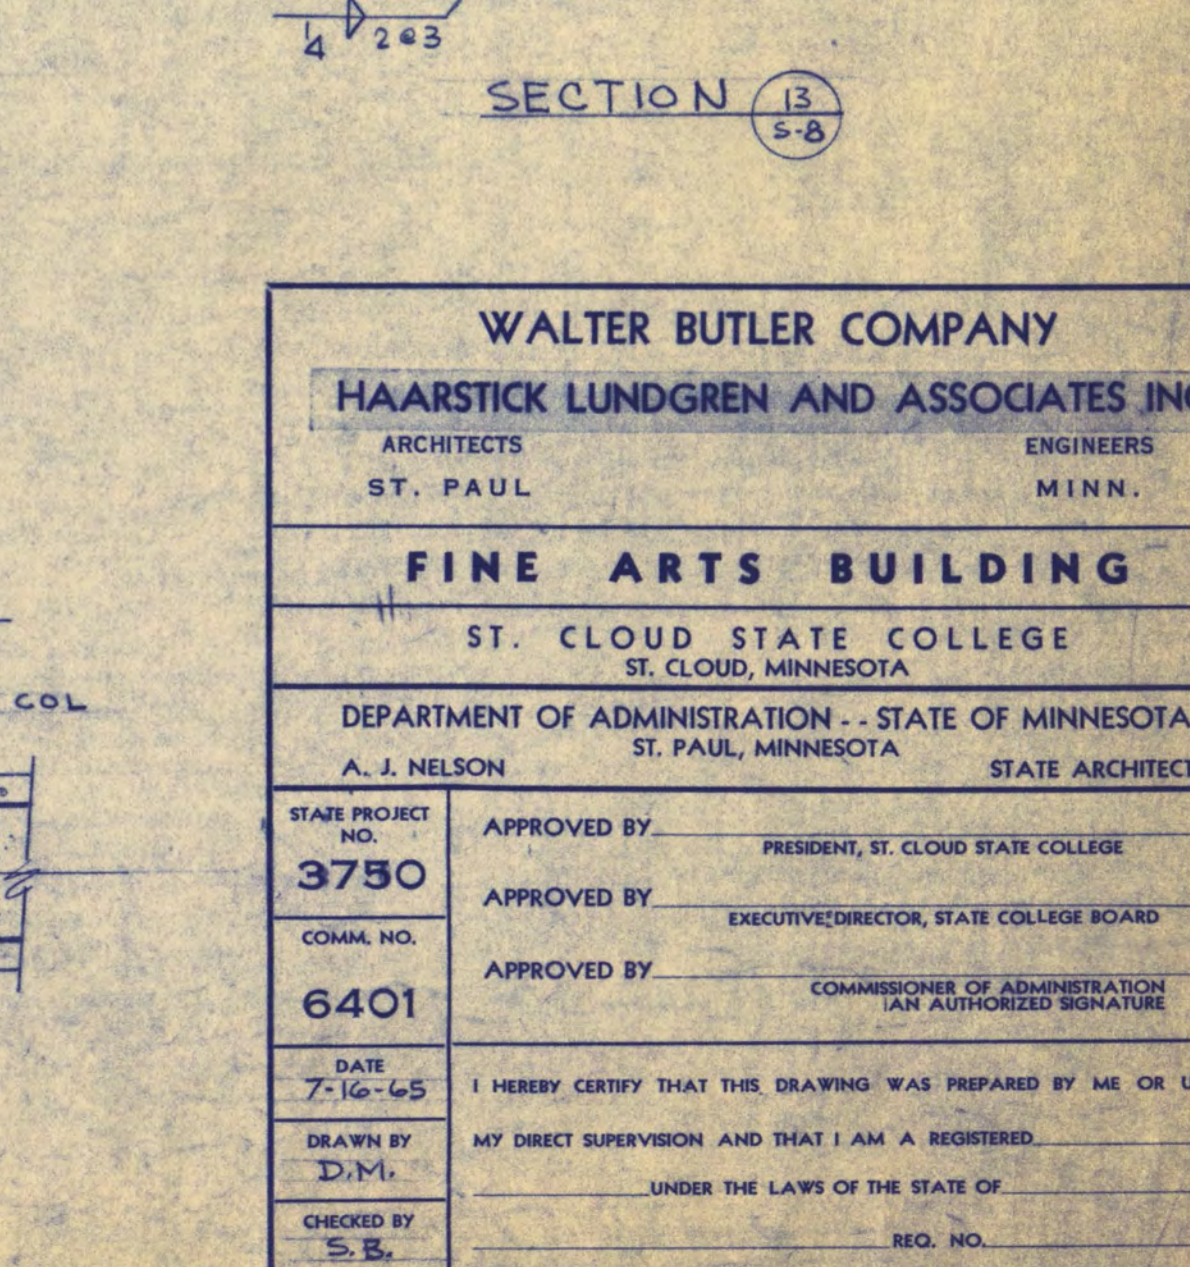 1/4 2@3
SECTION 13
S-8
WALTER BUTLER COMPANY
HAARSTICK LUNDGREN AND ASSOCIATES INC
ARCHITECTS ENGINEERS
ST. PAUL MINN.
FINE ARTS BUILDING
ST. CLOUD STATE COLLEGE
ST. CLOUD, MINNESOTA
COL
DEPARTMENT OF ADMINISTRATION -- STATE OF MINNESOTA
ST. PAUL, MINNESOTA
A. J. NELSON STATE ARCHITECT
STATE PROJECT
NO.
3750
APPROVED BY
PRESIDENT, ST. CLOUD STATE COLLEGE
APPROVED BY
EXECUTIVE DIRECTOR, STATE COLLEGE BOARD
COMM. NO.
6401
APPROVED BY
COMMISSIONER OF ADMINISTRATION
AN AUTHORIZED SIGNATURE
DATE
7-16-65
I HEREBY CERTIFY THAT THIS DRAWING WAS PREPARED BY ME OR U
DRAWN BY
D.M.
MY DIRECT SUPERVISION AND THAT I AM A REGISTERED
UNDER THE LAWS OF THE STATE OF
CHECKED BY
S.B.
REQ. NO.